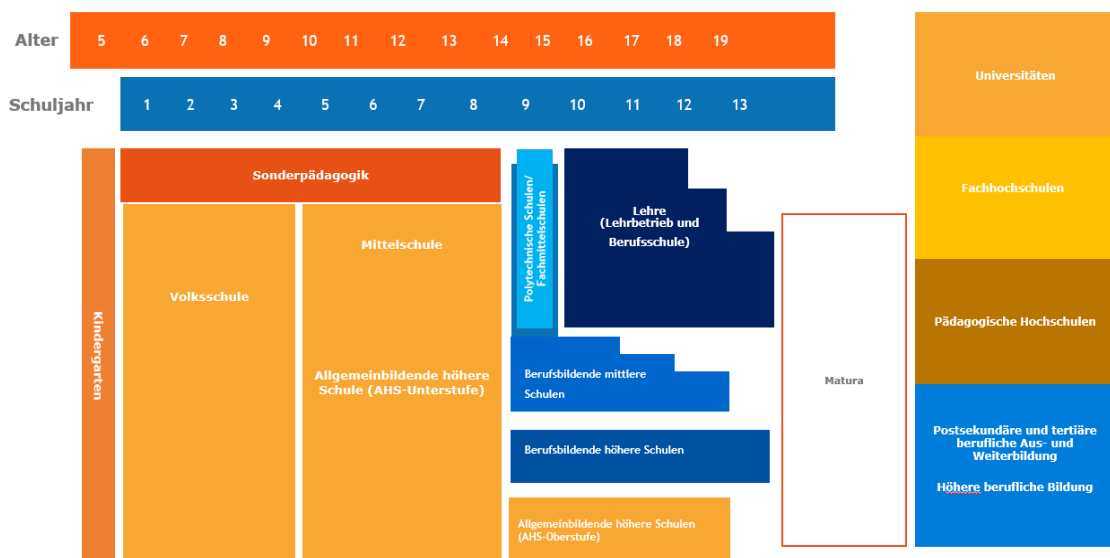 Alter 5 6 7 8 9 10 11 12 13 14 15 16 17 18 19
Schuljahr 1 2 3 4 5 6 7 8 9 10 11 12 13
Kindergarten
Sonderpädagogik
Volksschule
Mittelschule
Allgemeinbildende höhere
Schule (AHS-Unterstufe)
Polytechnische Schulen/
Fachmittelschulen
Lehre
(Lehrbetrieb und
Berufsschule)
Berufsbildende mittlere
Schulen
Berufsbildende höhere Schulen
Allgemeinbildende höhere Schulen
(AHS-Oberstufe)
Matura
Universitäten
Fachhochschulen
Pädagogische Hochschulen
Postsekundäre und tertiäre
berufliche Aus- und
Weiterbildung
Höhere berufliche Bildung